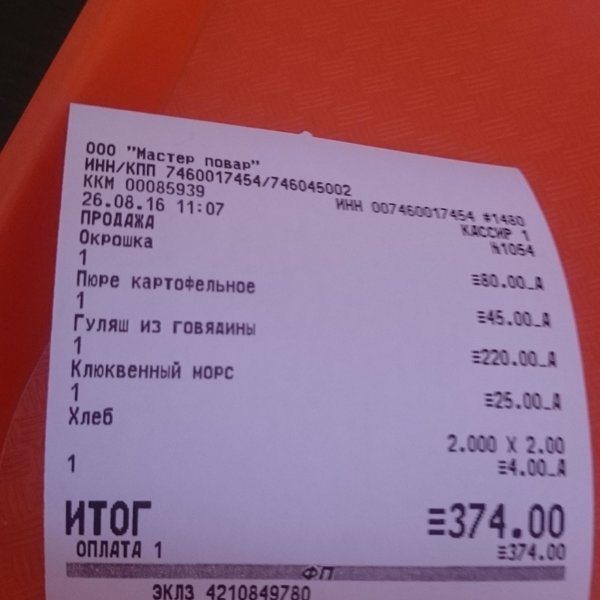 ООО "Мастер повар"
ИНН/КПП 7460017454/746045002
ККМ 00085939 ИНН 007460017454 #1480
26.08.16 11:07 КАССИР 1
ПРОДАЖА №1054
Окрошка
1 ≡80.00_А
Пюре картофельное
1 ≡45.00_А
Гуляш из говядины
1 ≡220.00_А
Клюквенный морс
1 ≡25.00_А
Хлеб
2.000 X 2.00
1 ≡4.00_А
ИТОГ ≡374.00
ОПЛАТА 1 ≡374.00
ФП
ЭКЛЗ 4210849780